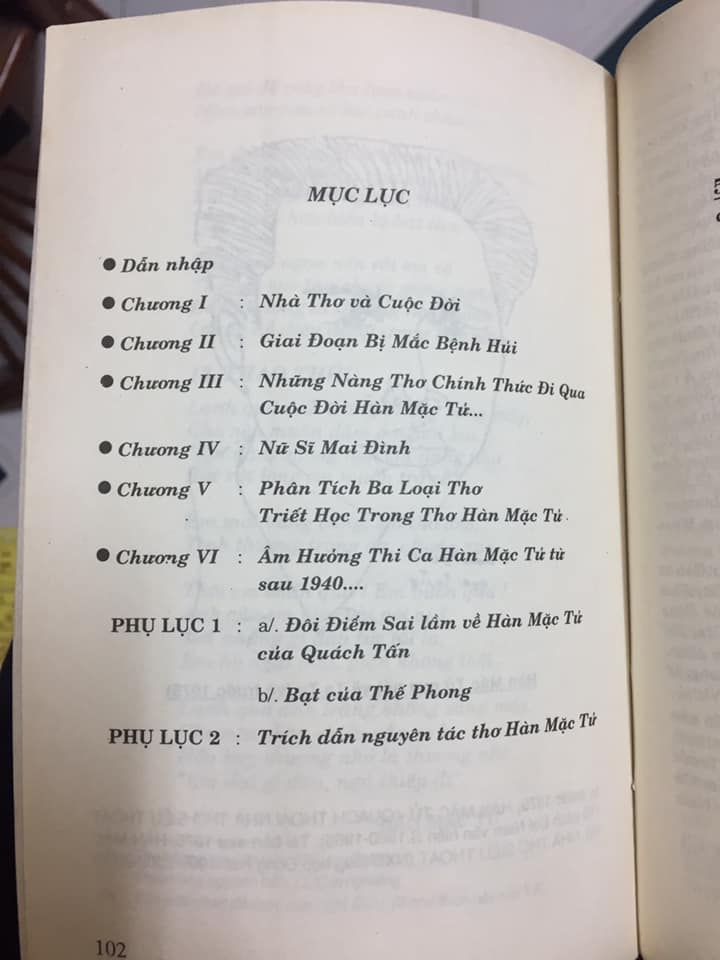 MỤC LỤC
● Dẫn nhập
● Chương I : Nhà Thơ và Cuộc Đời
● Chương II : Giai Đoạn Bị Mắc Bệnh Húi
● Chương III : Những Nàng Thơ Chính Thức Đi Qua
Cuộc Đời Hàn Mặc Tử...
● Chương IV : Nữ Sĩ Mai Đình
● Chương V : Phân Tích Ba Loại Thơ
Triết Học Trong Thơ Hàn Mặc Tử.
● Chương VI : Âm Hưởng Thi Ca Hàn Mặc Tử từ
sau 1940....
PHỤ LỤC 1 : a/. Đôi Điểm Sai lầm về Hàn Mặc Tử
của Quách Tấn
b/. Bạt của Thế Phong
PHỤ LỤC 2 : Trích dẫn nguyên tác thơ Hàn Mặc Tử
102